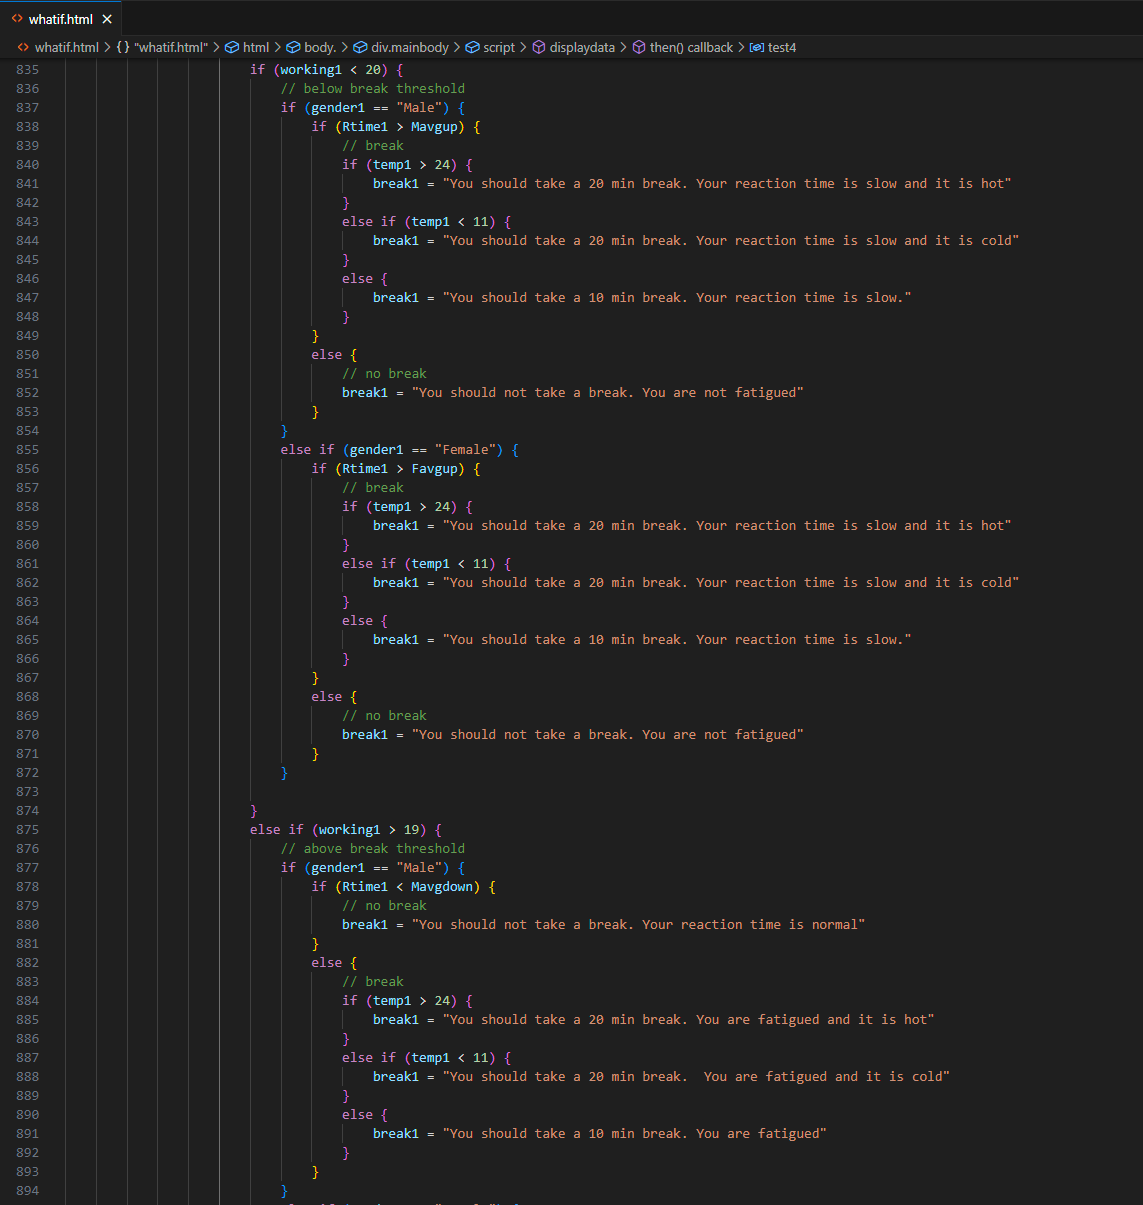 whatif.html
whatif.html > {} "whatif.html" > html > body. > div.mainbody > script > displaydata > then() callback > test4
835 if (working1 < 20) {
836 // below break threshold
837 if (gender1 == "Male") {
838 if (Rtime1 > Mavgup) {
839 // break
840 if (temp1 > 24) {
841 break1 = "You should take a 20 min break. Your reaction time is slow and it is hot"
842 }
843 else if (temp1 < 11) {
844 break1 = "You should take a 20 min break. Your reaction time is slow and it is cold"
845 }
846 else {
847 break1 = "You should take a 10 min break. Your reaction time is slow."
848 }
849 }
850 else {
851 // no break
852 break1 = "You should not take a break. You are not fatigued"
853 }
854 }
855 else if (gender1 == "Female") {
856 if (Rtime1 > Favgup) {
857 // break
858 if (temp1 > 24) {
859 break1 = "You should take a 20 min break. Your reaction time is slow and it is hot"
860 }
861 else if (temp1 < 11) {
862 break1 = "You should take a 20 min break. Your reaction time is slow and it is cold"
863 }
864 else {
865 break1 = "You should take a 10 min break. Your reaction time is slow."
866 }
867 }
868 else {
869 // no break
870 break1 = "You should not take a break. You are not fatigued"
871 }
872 }
873
874 }
875 else if (working1 > 19) {
876 // above break threshold
877 if (gender1 == "Male") {
878 if (Rtime1 < Mavgdown) {
879 // no break
880 break1 = "You should not take a break. Your reaction time is normal"
881 }
882 else {
883 // break
884 if (temp1 > 24) {
885 break1 = "You should take a 20 min break. You are fatigued and it is hot"
886 }
887 else if (temp1 < 11) {
888 break1 = "You should take a 20 min break.  You are fatigued and it is cold"
889 }
890 else {
891 break1 = "You should take a 10 min break. You are fatigued"
892 }
893 }
894 }